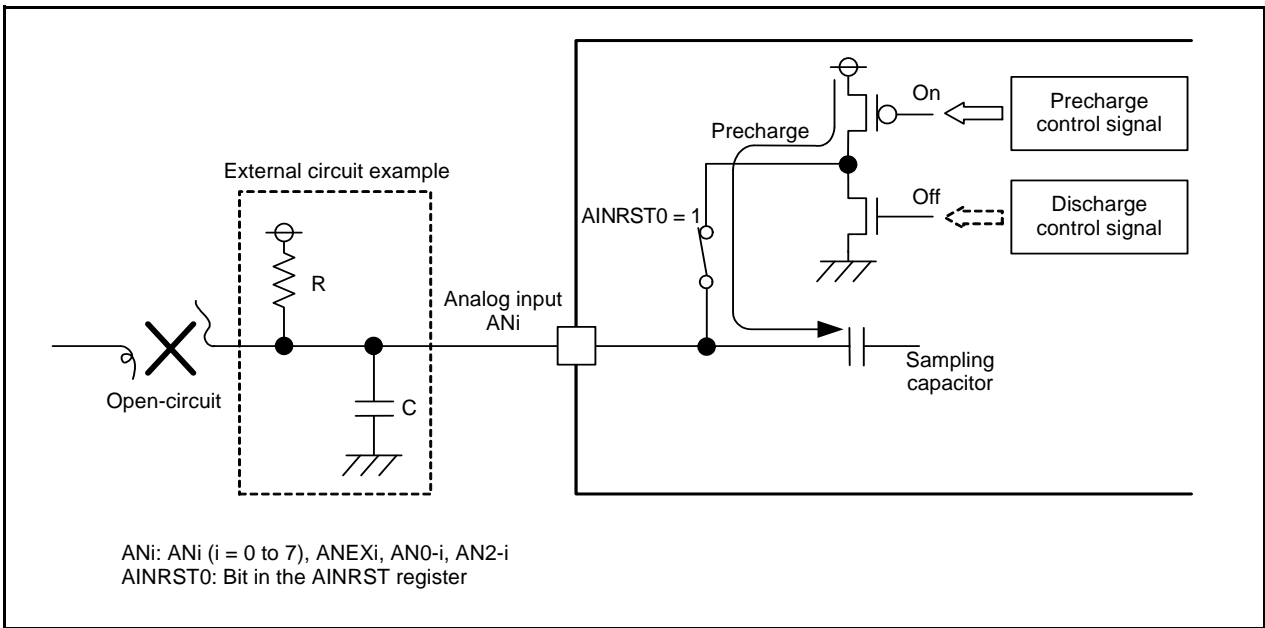 On
Precharge
control signal
Precharge
External circuit example
Off
Discharge
control signal
AINRST0 = 1
R
Analog input
ANi
Sampling
capacitor
Open-circuit
C
ANi: ANi (i = 0 to 7), ANEXi, AN0-i, AN2-i
AINRST0: Bit in the AINRST register